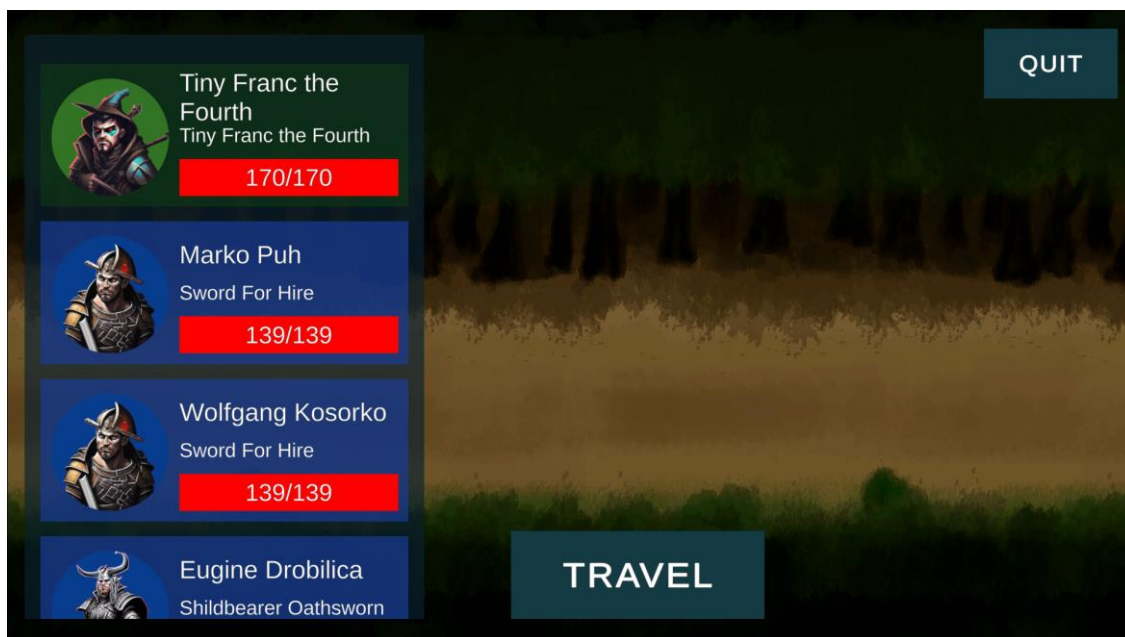 Tiny Franc the
Fourth
Tiny Franc the Fourth
170/170
Marko Puh
Sword For Hire
139/139
Wolfgang Kosorko
Sword For Hire
139/139
Eugine Drobilica
Shildbearer Oathsworn
QUIT
TRAVEL